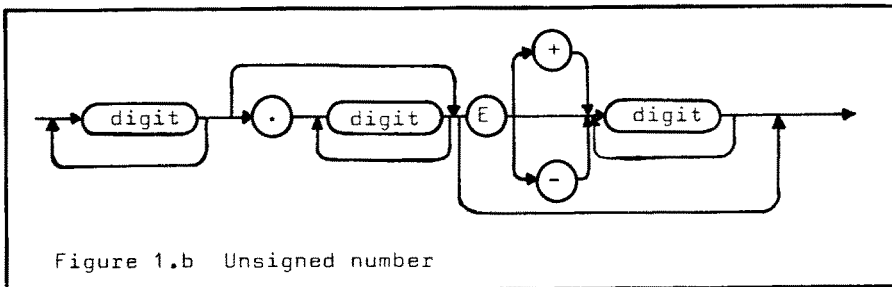 +
digit . digit E digit
-
Figure 1.b Unsigned number